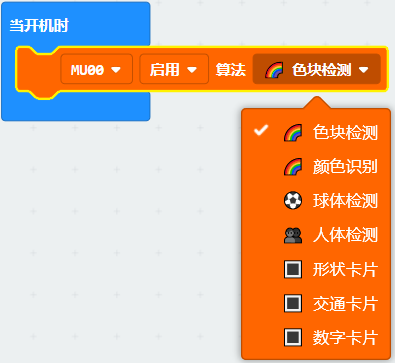 当开机时
MU00 启用 算法 色块检测
色块检测
颜色识别
球体检测
人体检测
形状卡片
交通卡片
数字卡片